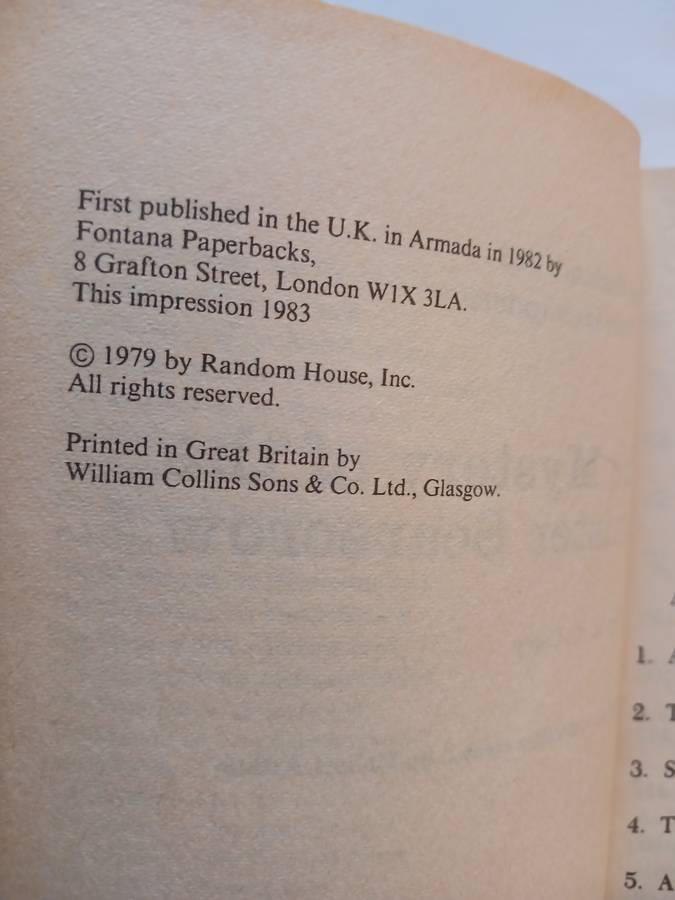 First published in the U.K. in Armada in 1982 by
Fontana Paperbacks,
8 Grafton Street, London W1X 3LA.
This impression 1983
© 1979 by Random House, Inc.
All rights reserved.
Printed in Great Britain by
William Collins Sons & Co. Ltd., Glasgow.
1. A
2. T
3. S
4. T
5. A